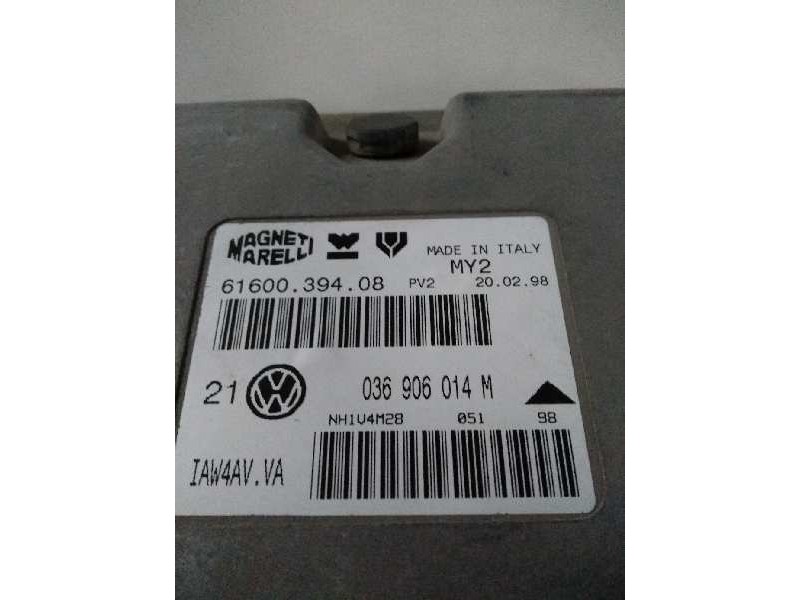 MAGNETI MARELLI
MADE IN ITALY
MY2
61600.394.08 PV2 20.02.98
21 036 906 014 M
NH1V4M28 051 98
IAW4AV.VA